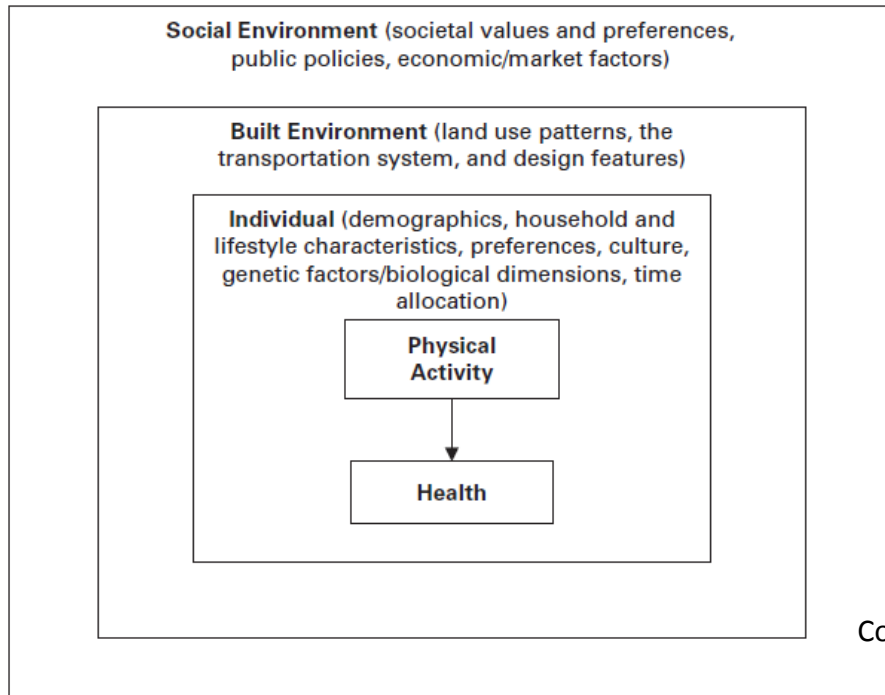 Social Environment (societal values and preferences,
public policies, economic/market factors)
Built Environment (land use patterns, the
transportation system, and design features)
Individual (demographics, household and
lifestyle characteristics, preferences, culture,
genetic factors/biological dimensions, time
allocation)
Physical
Activity
Health